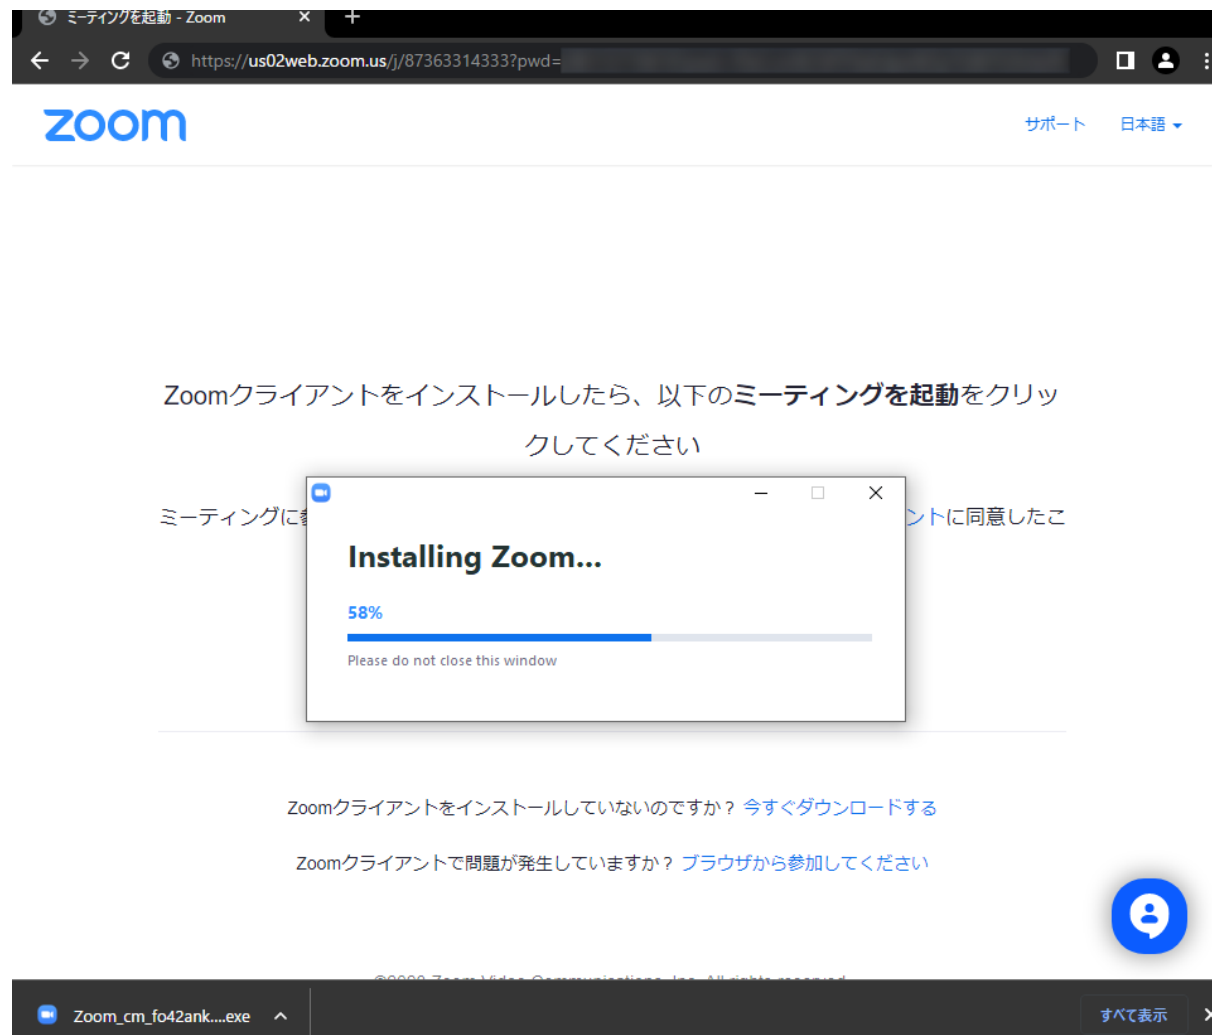 ミーティングを起動 - Zoom
https://us02web.zoom.us/j/87363314333?pwd=
zoom
サポート 日本語
Zoomクライアントをインストールしたら、以下のミーティングを起動をクリッ
クしてください
ミーティングに
ントに同意したこ
Installing Zoom...
58%
Please do not close this window
Zoomクライアントをインストールしていないのですか？ 今すぐダウンロードする
Zoomクライアントで問題が発生していますか？ ブラウザから参加してください
Zoom Video Communications, Inc. All rights reserved.
Zoom_cm_fo42ank....exe
すべて表示